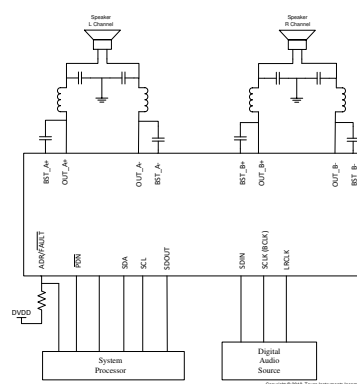 Speaker
L Channel
Speaker
R Channel
BST_A+
OUT_A+
OUT_A-
BST_A-
BST_B+
OUT_B+
OUT_B-
BST_B-
ADR/FAULT
PDN
SDA
SCL
SDOUT
SDIN
SCLK (BCLK)
LRCLK
DVDD
System
Processor
Digital
Audio
Source